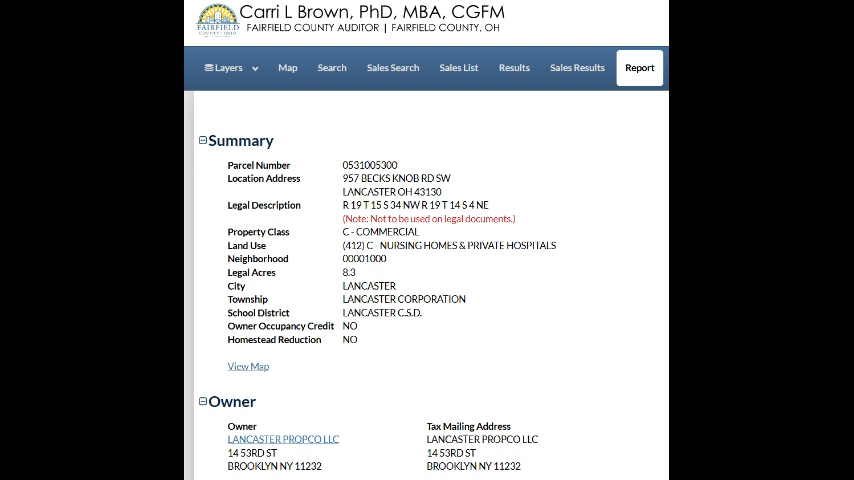 Carri L Brown, PhD, MBA, CGFM
FAIRFIELD COUNTY AUDITOR | FAIRFIELD COUNTY, OH
FAIRFIELD
Layers Map Search Sales Search Sales List Results Sales Results Report
Summary
Parcel Number 0531005300
Location Address 957 BECKS KNOB RD SW
LANCASTER OH 43130
Legal Description R 19 T 15 S 34 NW R 19 T 14 S 4 NE
(Note: Not to be used on legal documents.)
Property Class C - COMMERCIAL
Land Use (412) C - NURSING HOMES & PRIVATE HOSPITALS
Neighborhood 00001000
Legal Acres 8.3
City LANCASTER
Township LANCASTER CORPORATION
School District LANCASTER C.S.D.
Owner Occupancy Credit NO
Homestead Reduction NO
View Map
Owner
Owner Tax Mailing Address
LANCASTER PROPCO LLC LANCASTER PROPCO LLC
14 53RD ST 14 53RD ST
BROOKLYN NY 11232 BROOKLYN NY 11232